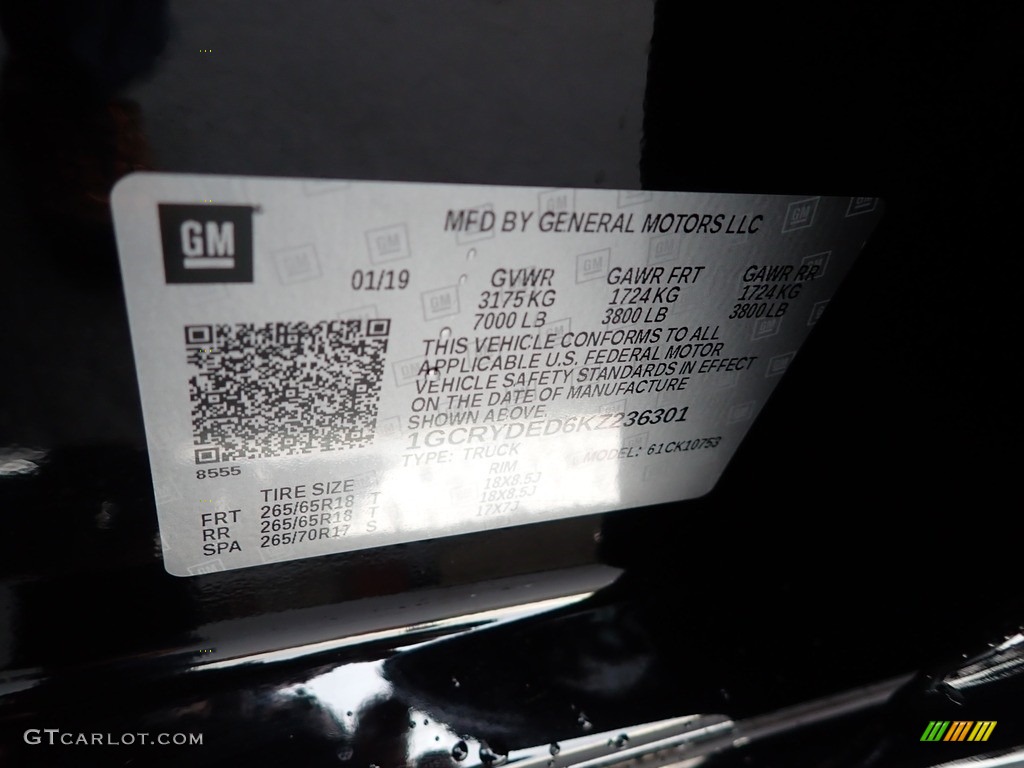 GM
MFD BY GENERAL MOTORS LLC
01/19 GVWR GAWR FRT GAWR RR
3175 KG 1724 KG 1724 KG
7000 LB 3800 LB 3800 LB
THIS VEHICLE CONFORMS TO ALL
APPLICABLE U.S. FEDERAL MOTOR
VEHICLE SAFETY STANDARDS IN EFFECT
ON THE DATE OF MANUFACTURE
SHOWN ABOVE.
1GCRYDED6KZ236301
8555
TYPE: TRUCK MODEL: 61CK10753
TIRE SIZE RIM
FRT 265/65R18 T 18X8.5J
RR 265/65R18 T 18X8.5J
SPA 265/70R17 S 17X7J
GTCARLOT.COM